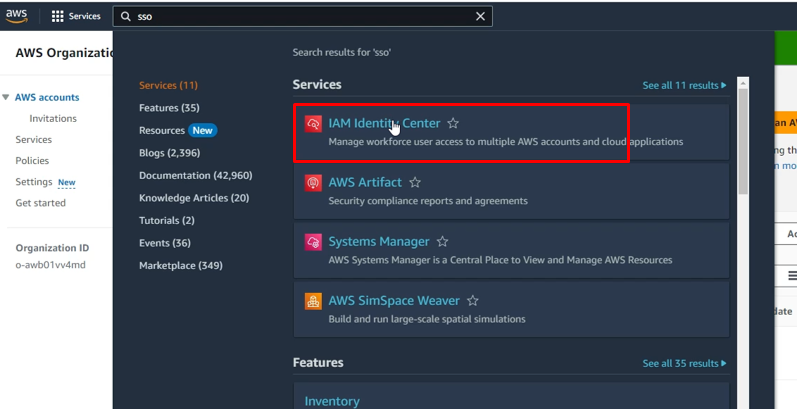 aws
Services
sso
AWS Organizatio
AWS accounts
Invitations
Services
Policies
Settings New
Get started
Organization ID
o-awb01vv4md
Search results for 'sso'
Services (11)
Features (35)
Resources New
Blogs (2,396)
Documentation (42,960)
Knowledge Articles (20)
Tutorials (2)
Events (36)
Marketplace (349)
Services
See all 11 results
IAM Identity Center
Manage workforce user access to multiple AWS accounts and cloud applications
AWS Artifact
Security compliance reports and agreements
Systems Manager
AWS Systems Manager is a Central Place to View and Manage AWS Resources
AWS SimSpace Weaver
Build and run large-scale spatial simulations
Features
See all 35 results
Inventory
an A
ng th
n mo
Ac
date